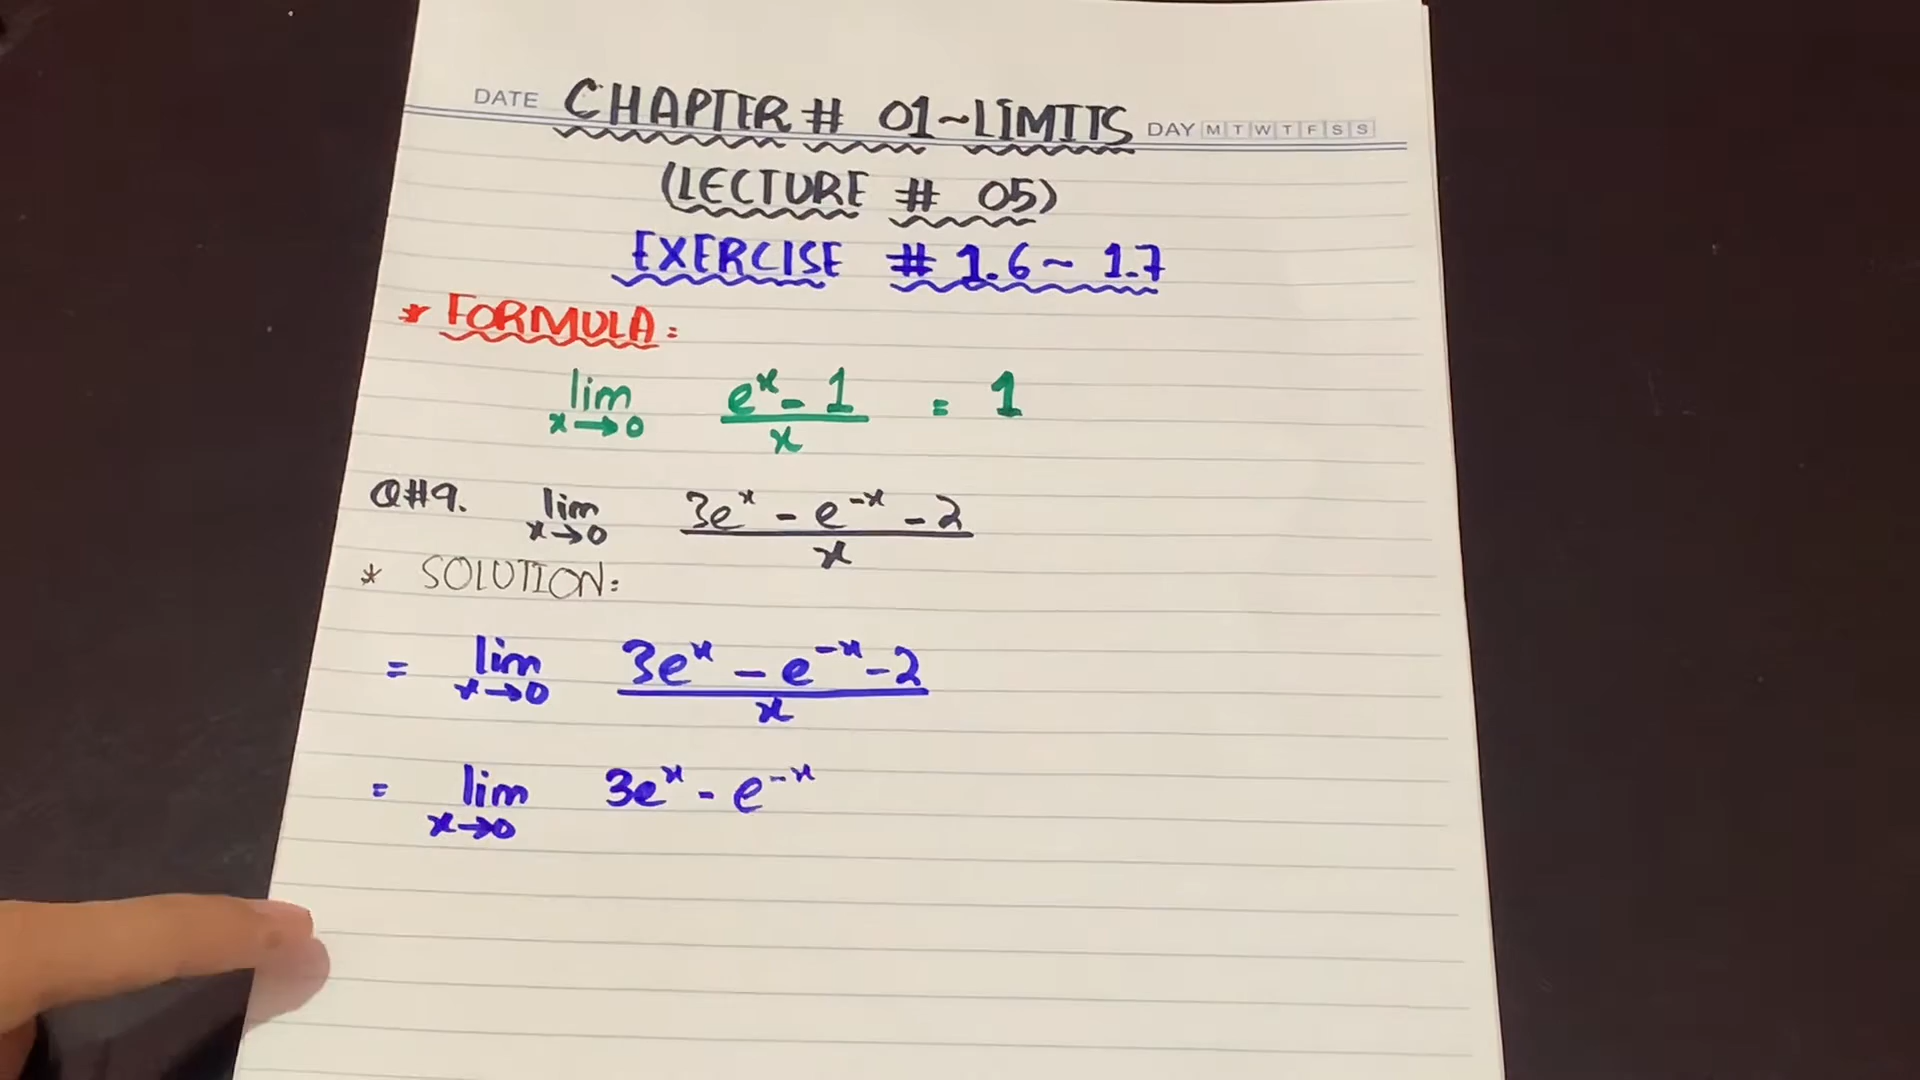 DATE CHAPTER # 01~LIMITS DAY M T W T F S S
(LECTURE # 05)
EXERCISE # 1.6~ 1.7
* FORMULA:
lim x→0 (e^x - 1)/x = 1
Q#9. lim x→0 (3e^x - e^-x - 2)/x
* SOLUTION:
= lim x→0 (3e^x - e^-x - 2)/x
= lim x→0 3e^x - e^-x